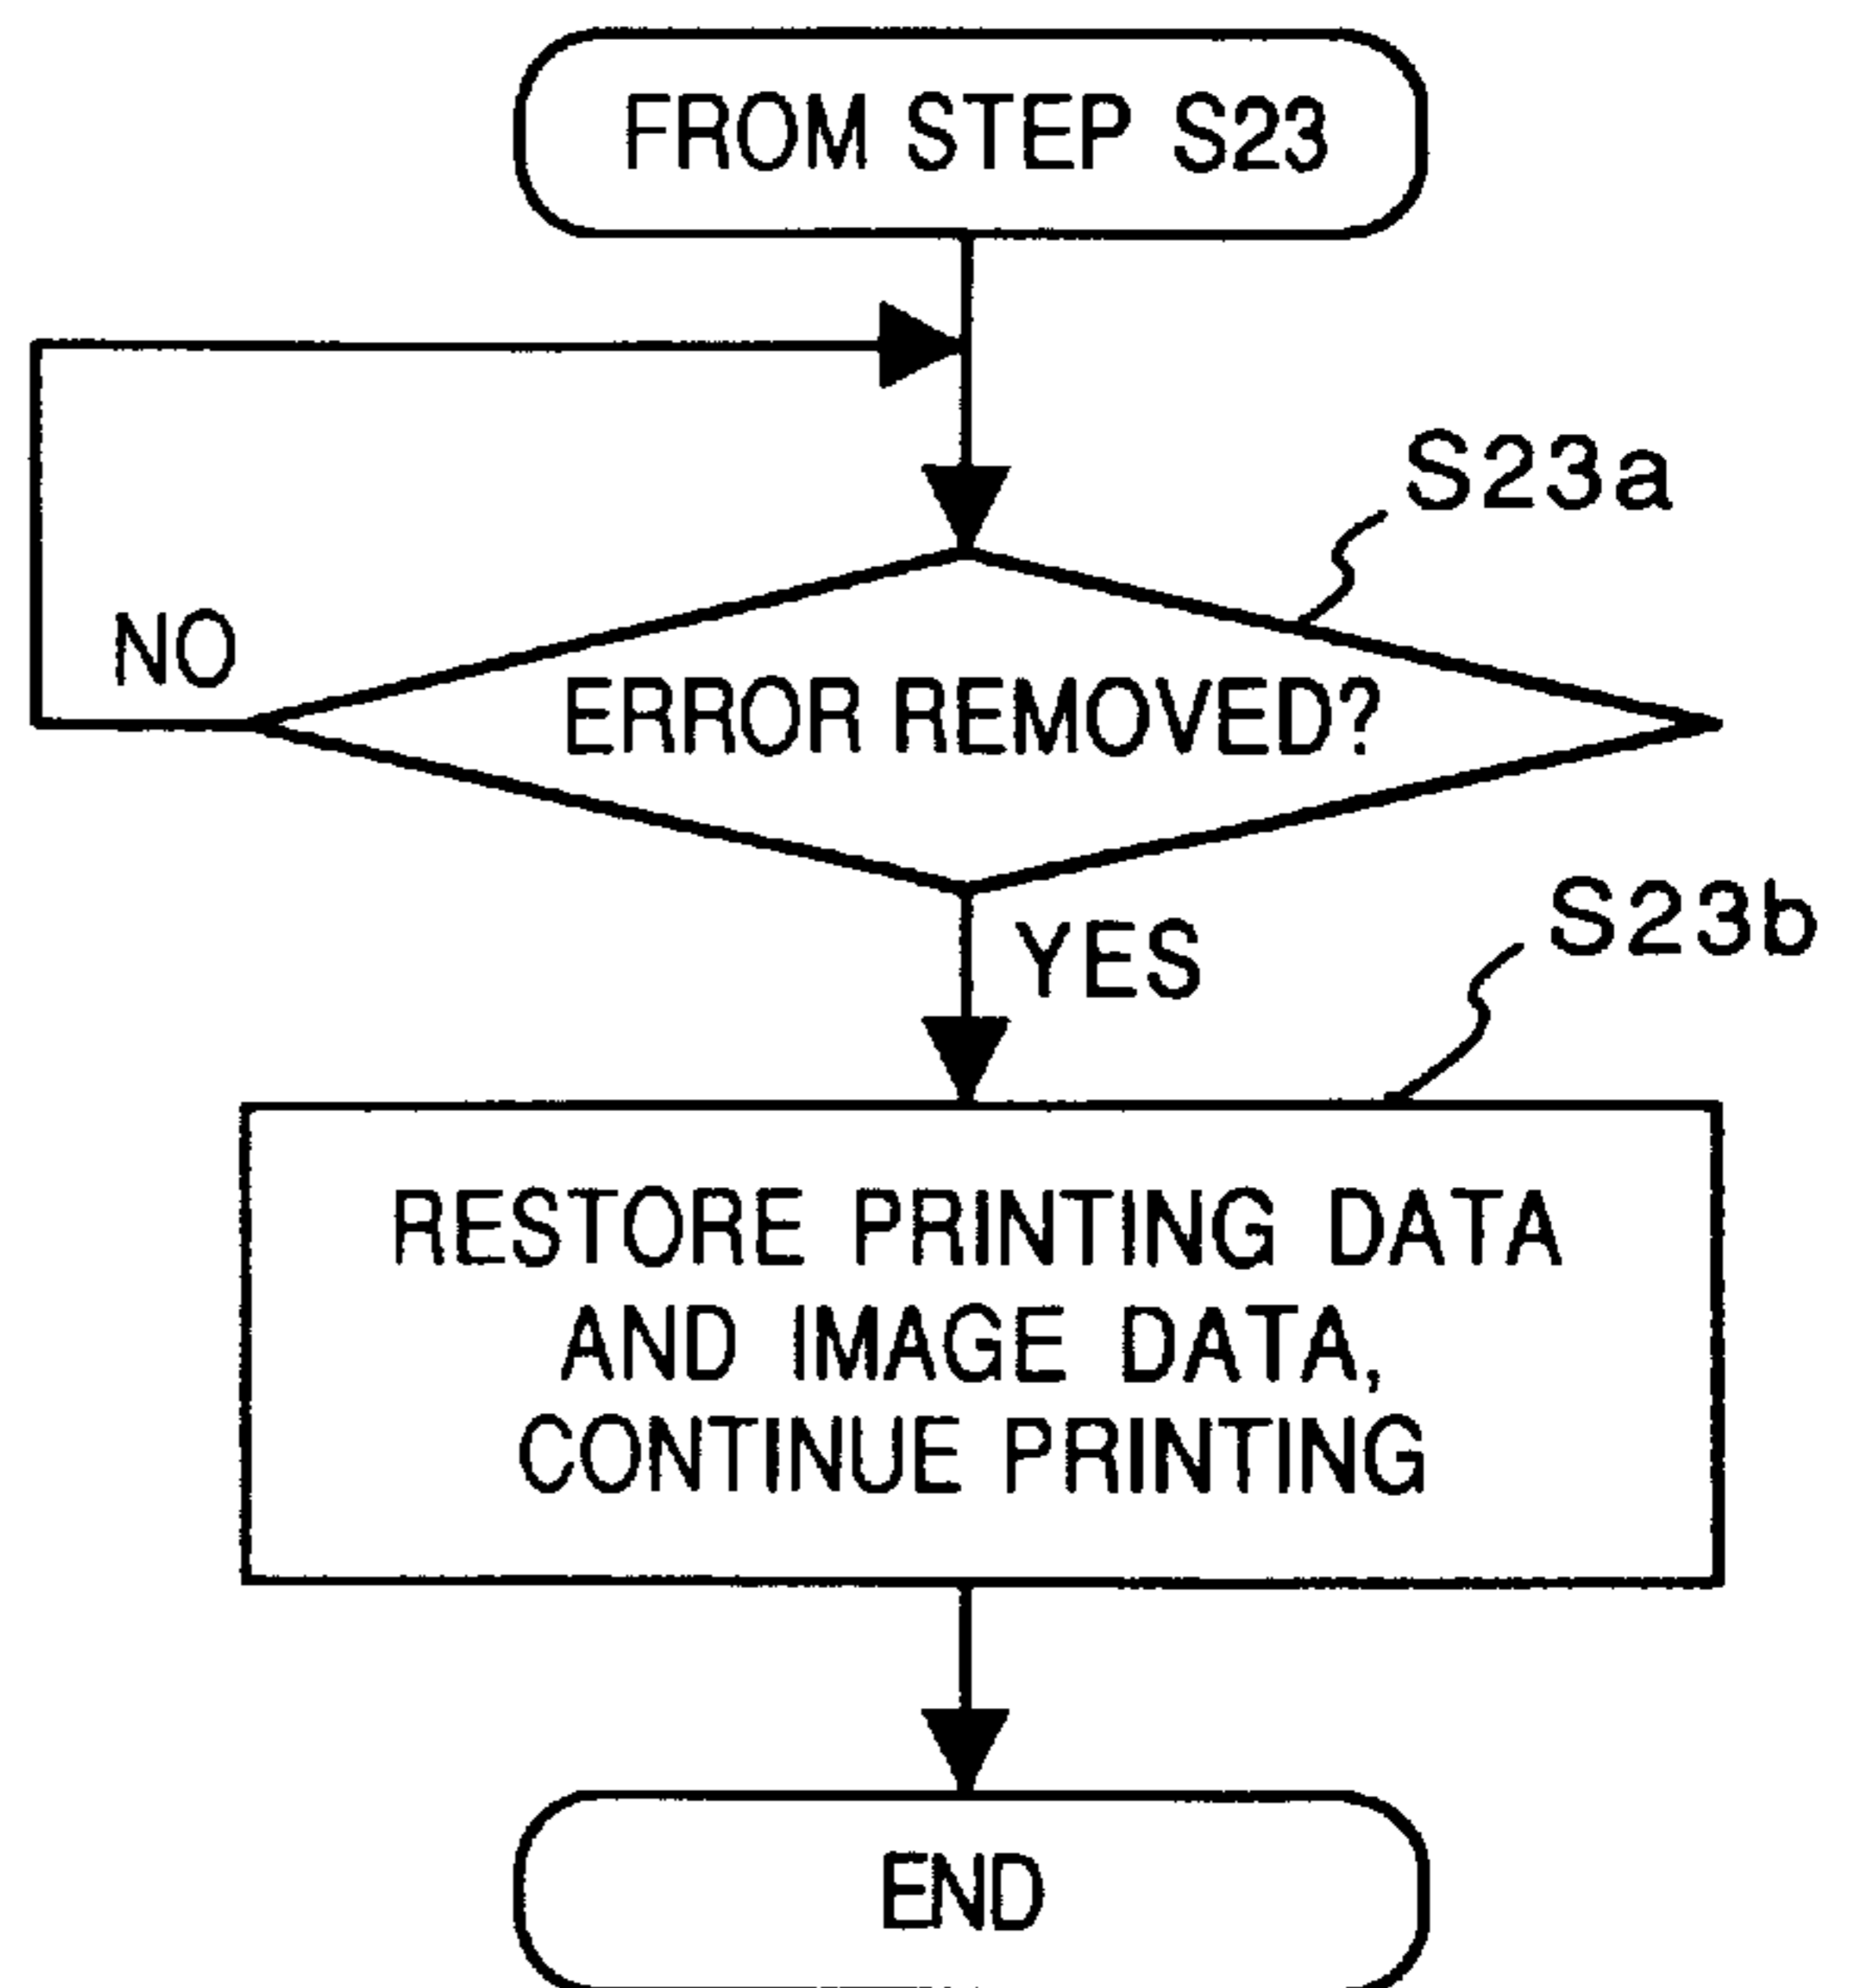 FROM STEP S23
S23a
NO
ERROR REMOVED?
YES
S23b
RESTORE PRINTING DATA
AND IMAGE DATA,
CONTINUE PRINTING
END